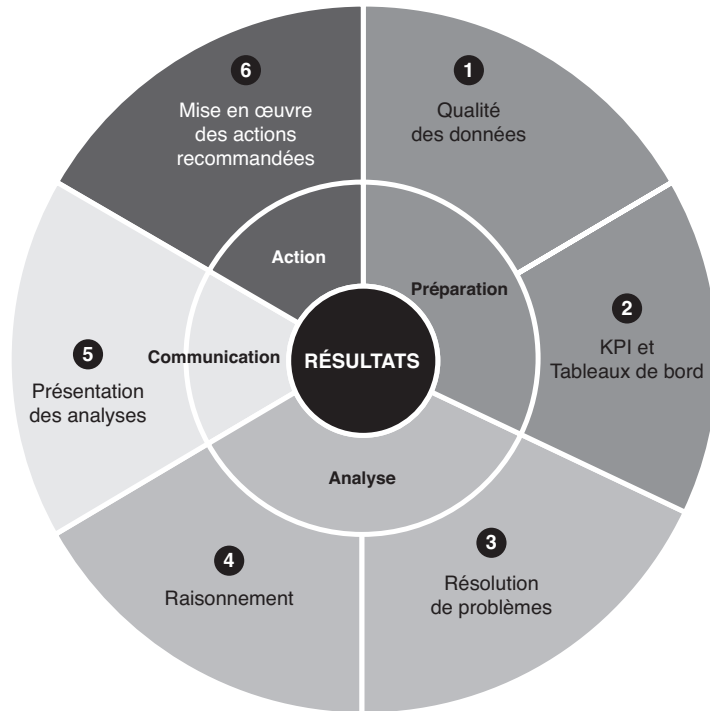 6
Mise en œuvre
des actions
recommandées
1
Qualité
des données
Action
Préparation
2
KPI et
Tableaux de bord
5
Présentation
des analyses
Communication
RÉSULTATS
Analyse
4
Raisonnement
3
Résolution
de problèmes